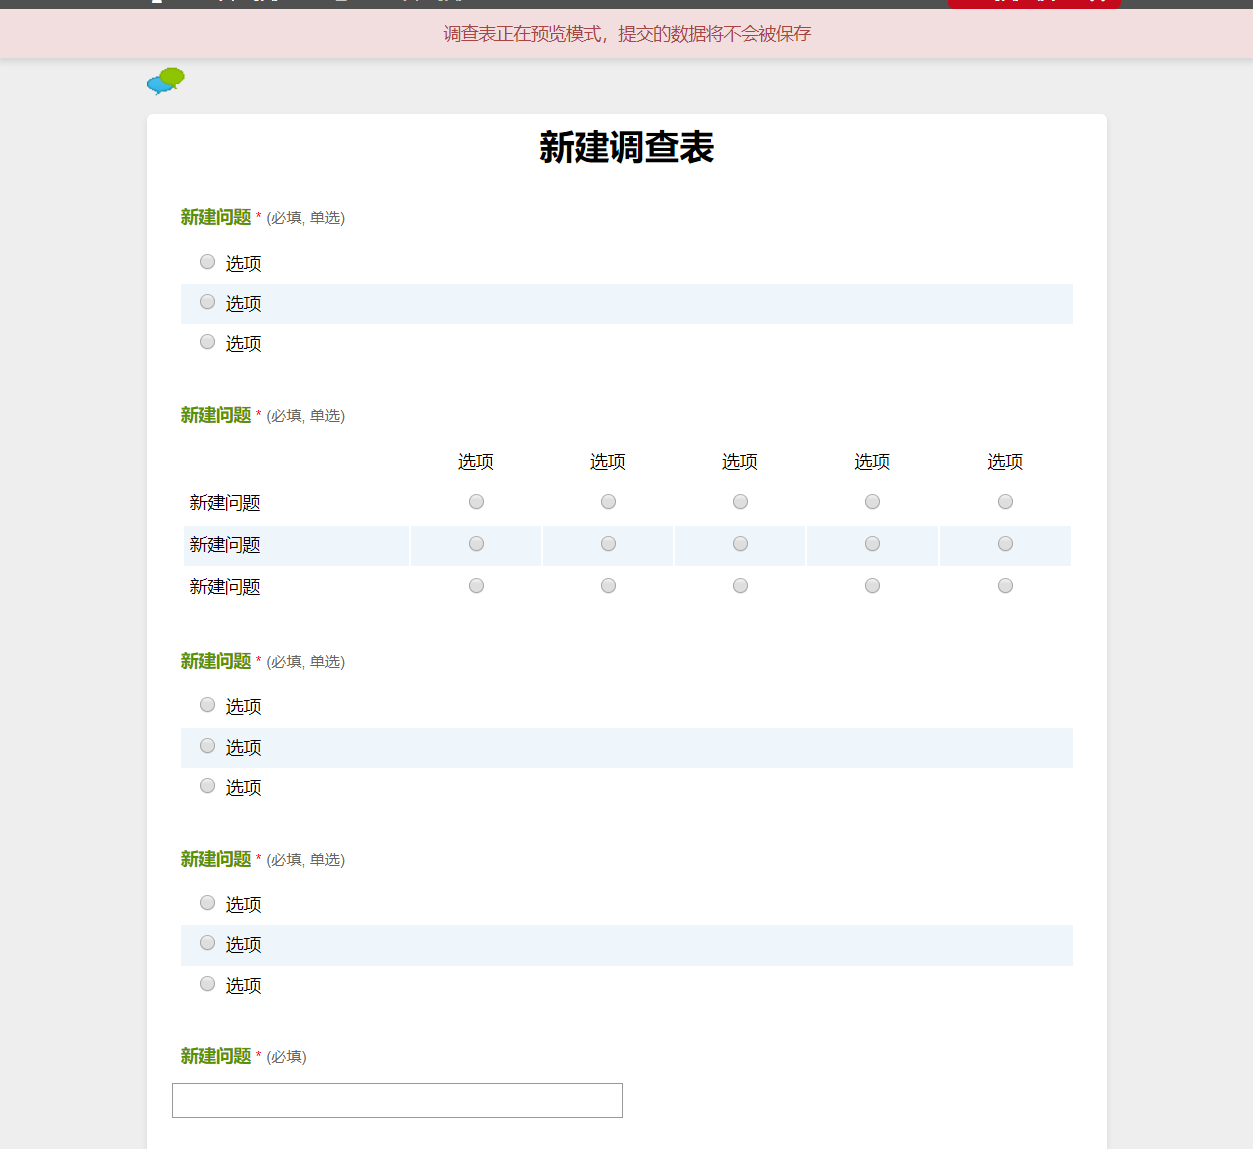 调查表正在预览模式，提交的数据将不会被保存
新建调查表
新建问题 * (必填, 单选)
选项
选项
选项
新建问题 * (必填, 单选)
选项 选项 选项 选项 选项
新建问题
新建问题
新建问题
新建问题 * (必填, 单选)
选项
选项
选项
新建问题 * (必填, 单选)
选项
选项
选项
新建问题 * (必填)